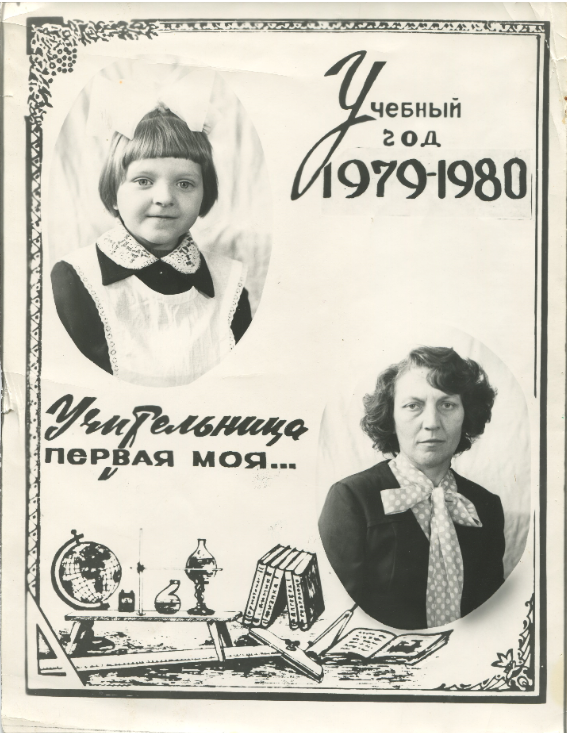 Учебный
год
1979-1980
Учительница
первая моя...